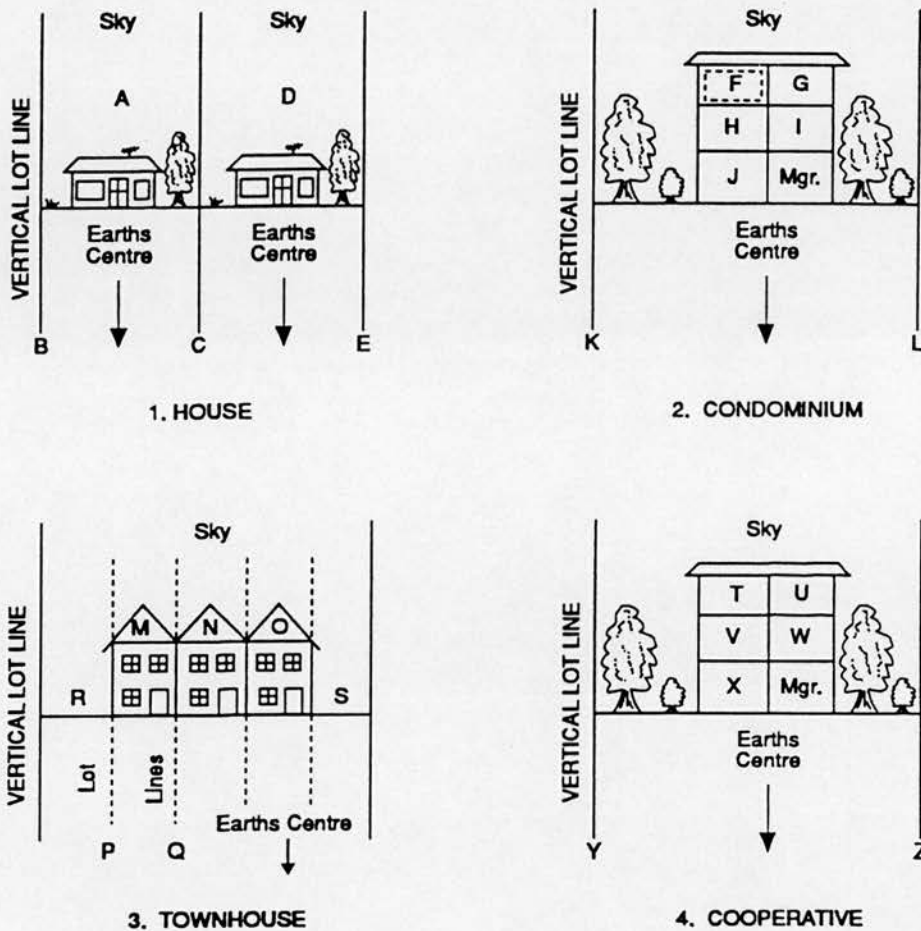 Sky
Sky
A
D
VERTICAL LOT LINE
Earths
Centre
Earths
Centre
B
C
E
1. HOUSE
Sky
F
G
H
I
J
Mgr.
VERTICAL LOT LINE
Earths
Centre
K
L
2. CONDOMINIUM
Sky
M
N
O
R
S
VERTICAL LOT LINE
Lot
Lines
Earths Centre
P
Q
3. TOWNHOUSE
Sky
T
U
V
W
X
Mgr.
VERTICAL LOT LINE
Earths
Centre
Y
Z
4. COOPERATIVE